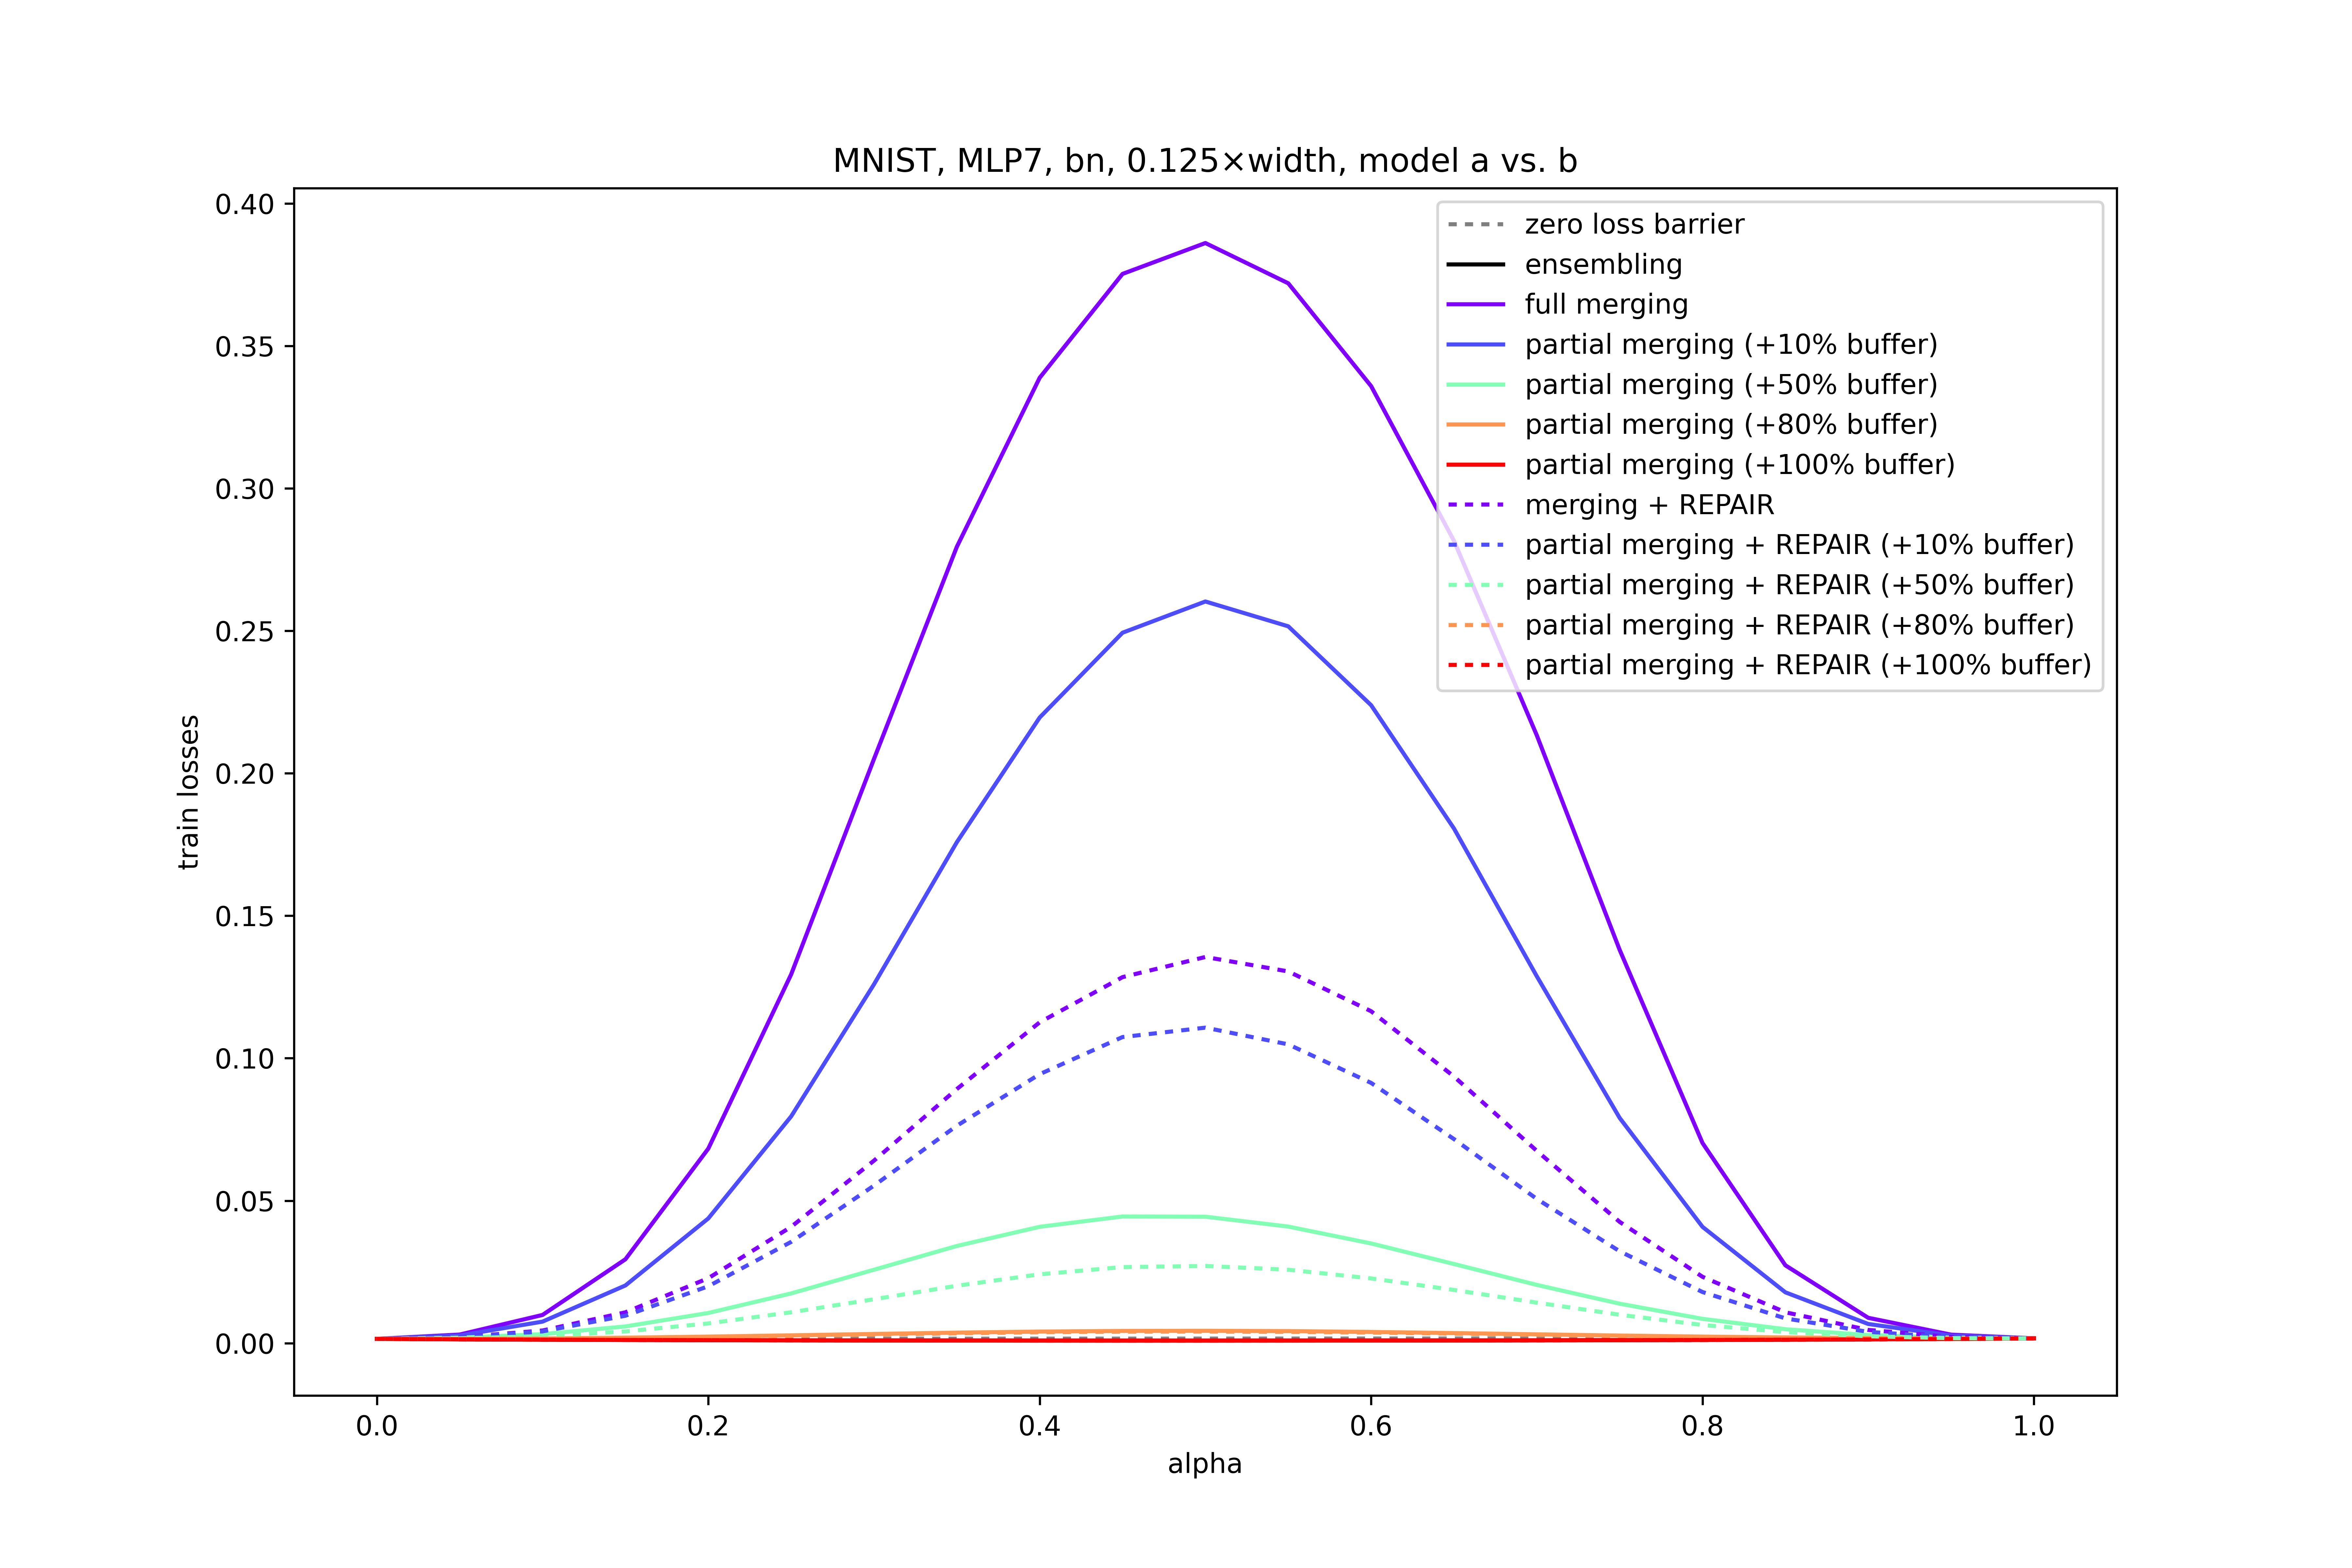 MNIST, MLP7, bn, 0.125×width, model a vs. b
zero loss barrier
ensembling
full merging
partial merging (+10% buffer)
partial merging (+50% buffer)
partial merging (+80% buffer)
partial merging (+100% buffer)
merging + REPAIR
partial merging + REPAIR (+10% buffer)
partial merging + REPAIR (+50% buffer)
partial merging + REPAIR (+80% buffer)
partial merging + REPAIR (+100% buffer)
train losses
0.40
0.35
0.30
0.25
0.20
0.15
0.10
0.05
0.00
0.0 0.2 0.4 0.6 0.8 1.0
alpha